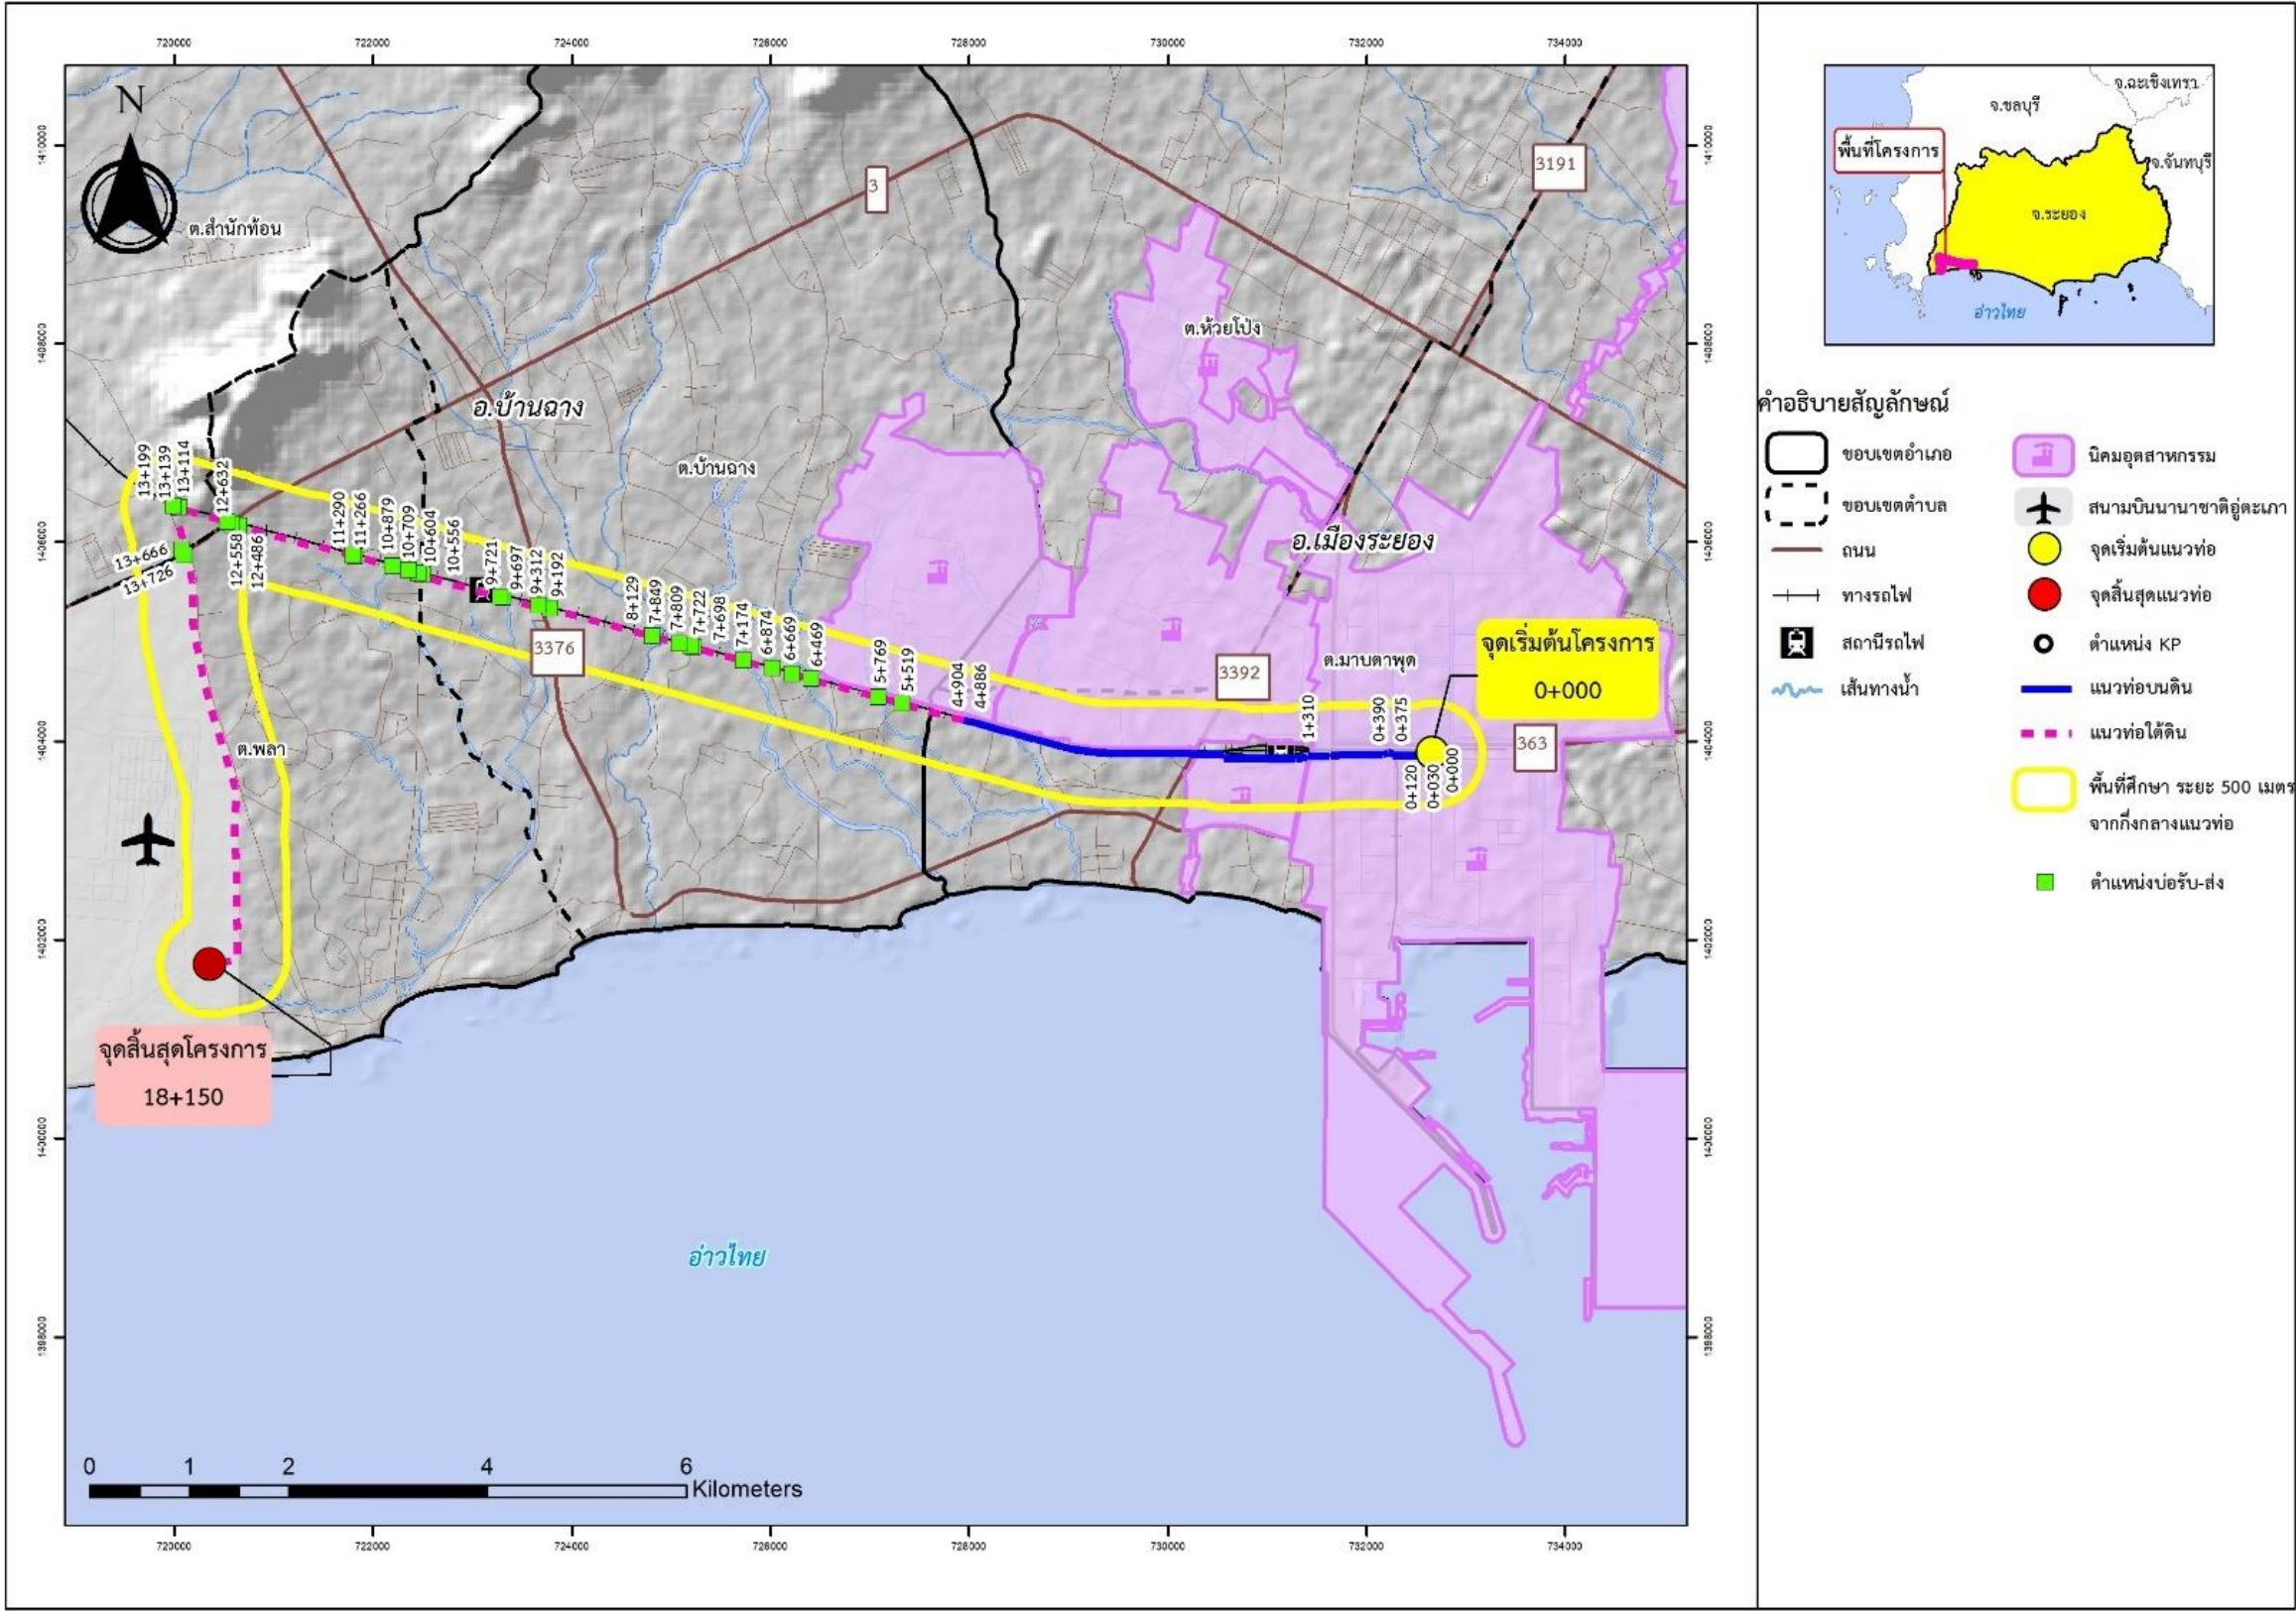 720000 722000 724000 726000 728000 730000 732000 734000
1410000
1408000
1406000
1404000
1402000
1400000
1398000
N
ต.สำนักท้อน
3
3191
ต.ห้วยโป่ง
อ.บ้านฉาง
ต.บ้านฉาง
อ.เมืองระยอง
13+199
13+139
13+114
12+632
13+666
13+726
12+558
12+486
11+290
11+266
10+879
10+709
10+604
10+556
9+721
9+697
9+312
9+192
8+129
7+849
7+809
7+722
7+698
7+174
6+874
6+669
6+469
5+769
5+519
4+904
4+886
3376
3392
ต.มาบตาพุด
1+310
0+390
0+375
0+120
0+030
0+000
363
จุดเริ่มต้นโครงการ
0+000
ต.พลา
จุดสิ้นสุดโครงการ
18+150
อ่าวไทย
0 1 2 4 6
Kilometers
1410000
1408000
1406000
1404000
1402000
1400000
1398000
720000 722000 724000 726000 728000 730000 732000 734000
จ.ฉะเชิงเทรา
จ.ชลบุรี
พื้นที่โครงการ
จ.จันทบุรี
จ.ระยอง
อ่าวไทย
คำอธิบายสัญลักษณ์
ขอบเขตอำเภอ
ขอบเขตตำบล
ถนน
ทางรถไฟ
สถานีรถไฟ
เส้นทางน้ำ
นิคมอุตสาหกรรม
สนามบินนานาชาติอู่ตะเภา
จุดเริ่มต้นแนวท่อ
จุดสิ้นสุดแนวท่อ
ตำแหน่ง KP
แนวท่อบนดิน
แนวท่อใต้ดิน
พื้นที่ศึกษา ระยะ 500 เมตร
จากกึ่งกลางแนวท่อ
ตำแหน่งบ่อรับ-ส่ง